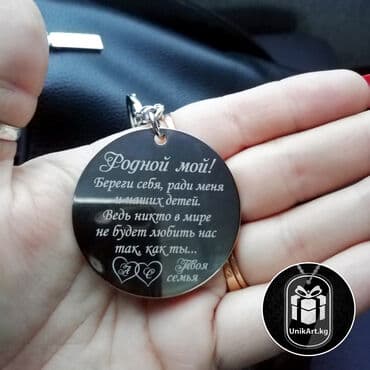 Родной мой!
Береги себя, ради меня
и наших детей.
Ведь никто в мире
не будет любить нас
так, как ты...
А С Твоя
семья
UnikArt.kg